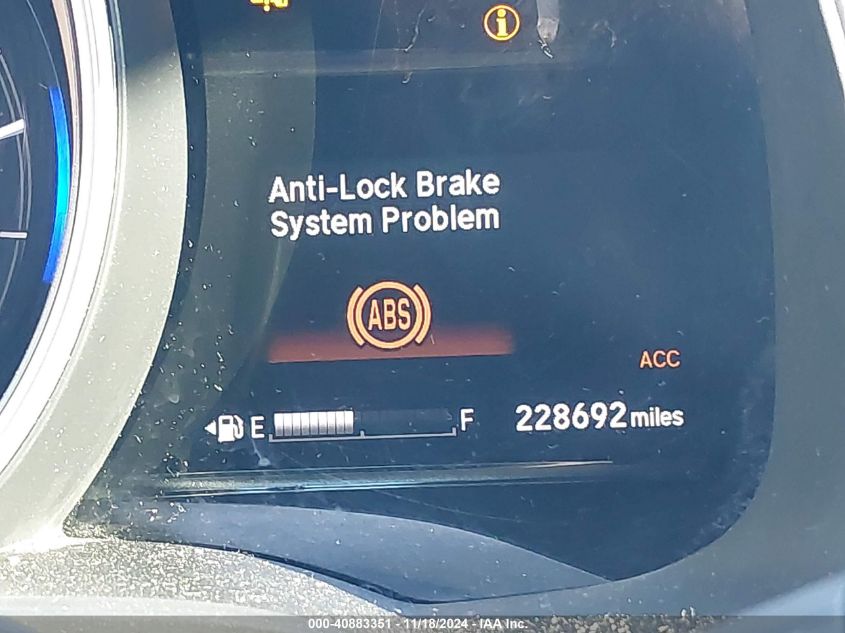 Anti-Lock Brake
System Problem
ABS
ACC
E F 228692 miles
000-40883351 - 11/18/2024 - IAA Inc.